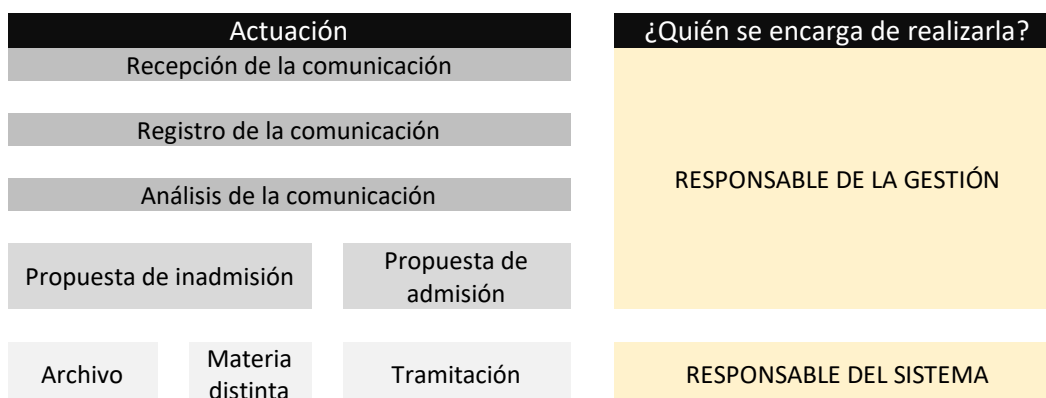 Actuación
¿Quién se encarga de realizarla?
Recepción de la comunicación
Registro de la comunicación
Análisis de la comunicación
RESPONSABLE DE LA GESTIÓN
Propuesta de inadmisión
Propuesta de
admisión
Archivo
Materia
distinta
Tramitación
RESPONSABLE DEL SISTEMA